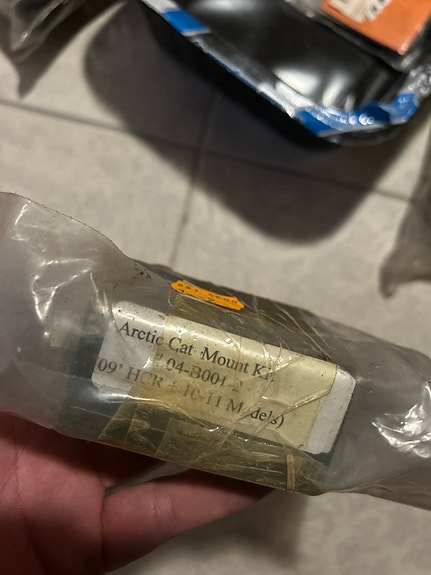 Arctic Cat Mount Kit
# 04-B001-2
09' HCR + 10-11 Models)